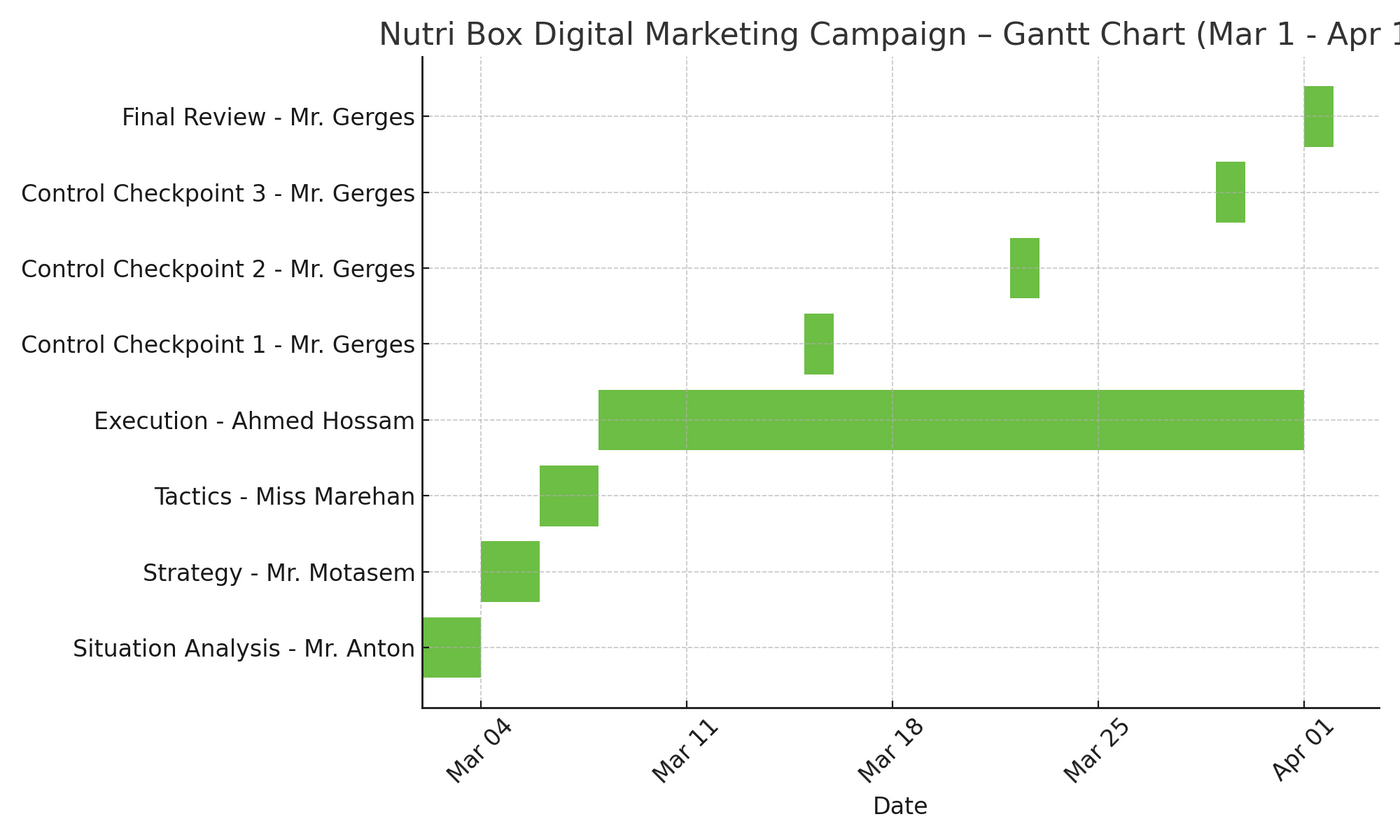 Nutri Box Digital Marketing Campaign – Gantt Chart (Mar 1 - Apr
Final Review - Mr. Gerges
Control Checkpoint 3 - Mr. Gerges
Control Checkpoint 2 - Mr. Gerges
Control Checkpoint 1 - Mr. Gerges
Execution - Ahmed Hossam
Tactics - Miss Marehan
Strategy - Mr. Motasem
Situation Analysis - Mr. Anton
Mar 04
Mar 11
Mar 18
Mar 25
Apr 01
Date